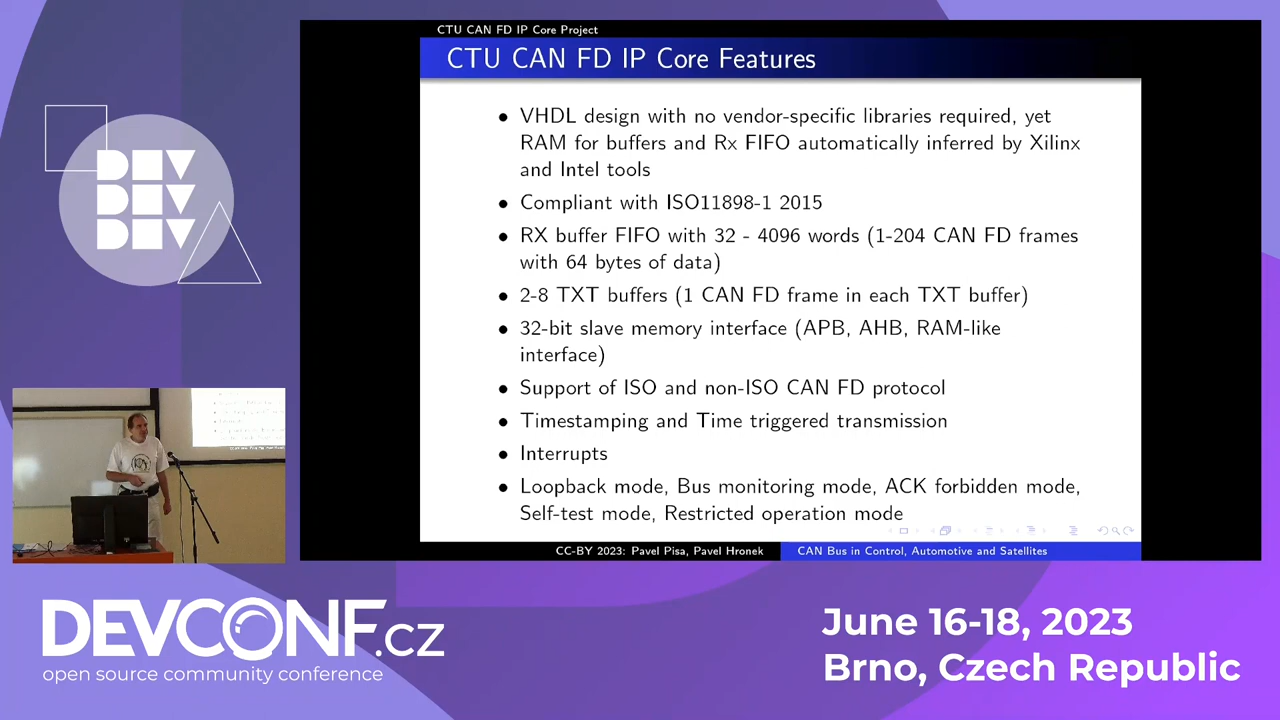 CTU CAN FD IP Core Project
CTU CAN FD IP Core Features
• VHDL design with no vendor-specific libraries required, yet
RAM for buffers and Rx FIFO automatically inferred by Xilinx
and Intel tools
• Compliant with ISO11898-1 2015
• RX buffer FIFO with 32 - 4096 words (1-204 CAN FD frames
with 64 bytes of data)
• 2-8 TXT buffers (1 CAN FD frame in each TXT buffer)
• 32-bit slave memory interface (APB, AHB, RAM-like
interface)
• Support of ISO and non-ISO CAN FD protocol
• Timestamping and Time triggered transmission
• Interrupts
• Loopback mode, Bus monitoring mode, ACK forbidden mode,
Self-test mode, Restricted operation mode
CC-BY 2023: Pavel Pisa, Pavel Hronek
CAN Bus in Control, Automotive and Satellites
DEV
DEV
DEV
DEVCONF.cz
open source community conference
June 16-18, 2023
Brno, Czech Republic